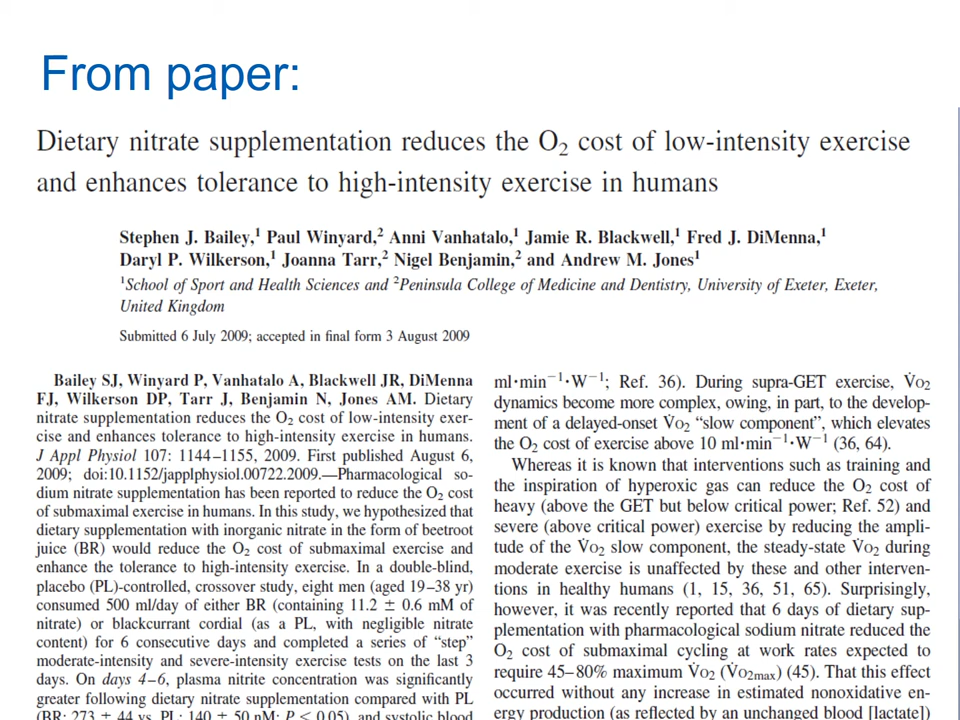 From paper:
Dietary nitrate supplementation reduces the O₂ cost of low-intensity exercise
and enhances tolerance to high-intensity exercise in humans
Stephen J. Bailey,¹ Paul Winyard,² Anni Vanhatalo,¹ Jamie R. Blackwell,¹ Fred J. DiMenna,¹
Daryl P. Wilkerson,¹ Joanna Tarr,² Nigel Benjamin,² and Andrew M. Jones¹
¹School of Sport and Health Sciences and ²Peninsula College of Medicine and Dentistry, University of Exeter, Exeter,
United Kingdom
Submitted 6 July 2009; accepted in final form 3 August 2009
Bailey SJ, Winyard P, Vanhatalo A, Blackwell JR, DiMenna
FJ, Wilkerson DP, Tarr J, Benjamin N, Jones AM. Dietary
nitrate supplementation reduces the O₂ cost of low-intensity exer-
cise and enhances tolerance to high-intensity exercise in humans.
J Appl Physiol 107: 1144–1155, 2009. First published August 6,
2009; doi:10.1152/japplphysiol.00722.2009.—Pharmacological so-
dium nitrate supplementation has been reported to reduce the O₂ cost
of submaximal exercise in humans. In this study, we hypothesized that
dietary supplementation with inorganic nitrate in the form of beetroot
juice (BR) would reduce the O₂ cost of submaximal exercise and
enhance the tolerance to high-intensity exercise. In a double-blind,
placebo (PL)-controlled, crossover study, eight men (aged 19–38 yr)
consumed 500 ml/day of either BR (containing 11.2 ± 0.6 mM of
nitrate) or blackcurrant cordial (as a PL, with negligible nitrate
content) for 6 consecutive days and completed a series of “step”
moderate-intensity and severe-intensity exercise tests on the last 3
days. On days 4–6, plasma nitrite concentration was significantly
greater following dietary nitrate supplementation compared with PL
(BR: 273 ± 44 vs. PL: 140 ± 50 nM; P < 0.05), and systolic blood
ml·min⁻¹·W⁻¹; Ref. 36). During supra-GET exercise, V̇O₂
dynamics become more complex, owing, in part, to the develop-
ment of a delayed-onset V̇O₂ “slow component”, which elevates
the O₂ cost of exercise above 10 ml·min⁻¹·W⁻¹ (36, 64).
Whereas it is known that interventions such as training and
the inspiration of hyperoxic gas can reduce the O₂ cost of
heavy (above the GET but below critical power; Ref. 52) and
severe (above critical power) exercise by reducing the ampli-
tude of the V̇O₂ slow component, the steady-state V̇O₂ during
moderate exercise is unaffected by these and other interven-
tions in healthy humans (1, 15, 36, 51, 65). Surprisingly,
however, it was recently reported that 6 days of dietary sup-
plementation with pharmacological sodium nitrate reduced the
O₂ cost of submaximal cycling at work rates expected to
require 45–80% maximum V̇O₂ (V̇O₂max) (45). That this effect
occurred without any increase in estimated nonoxidative en-
ergy production (as reflected by an unchanged blood [lactate])